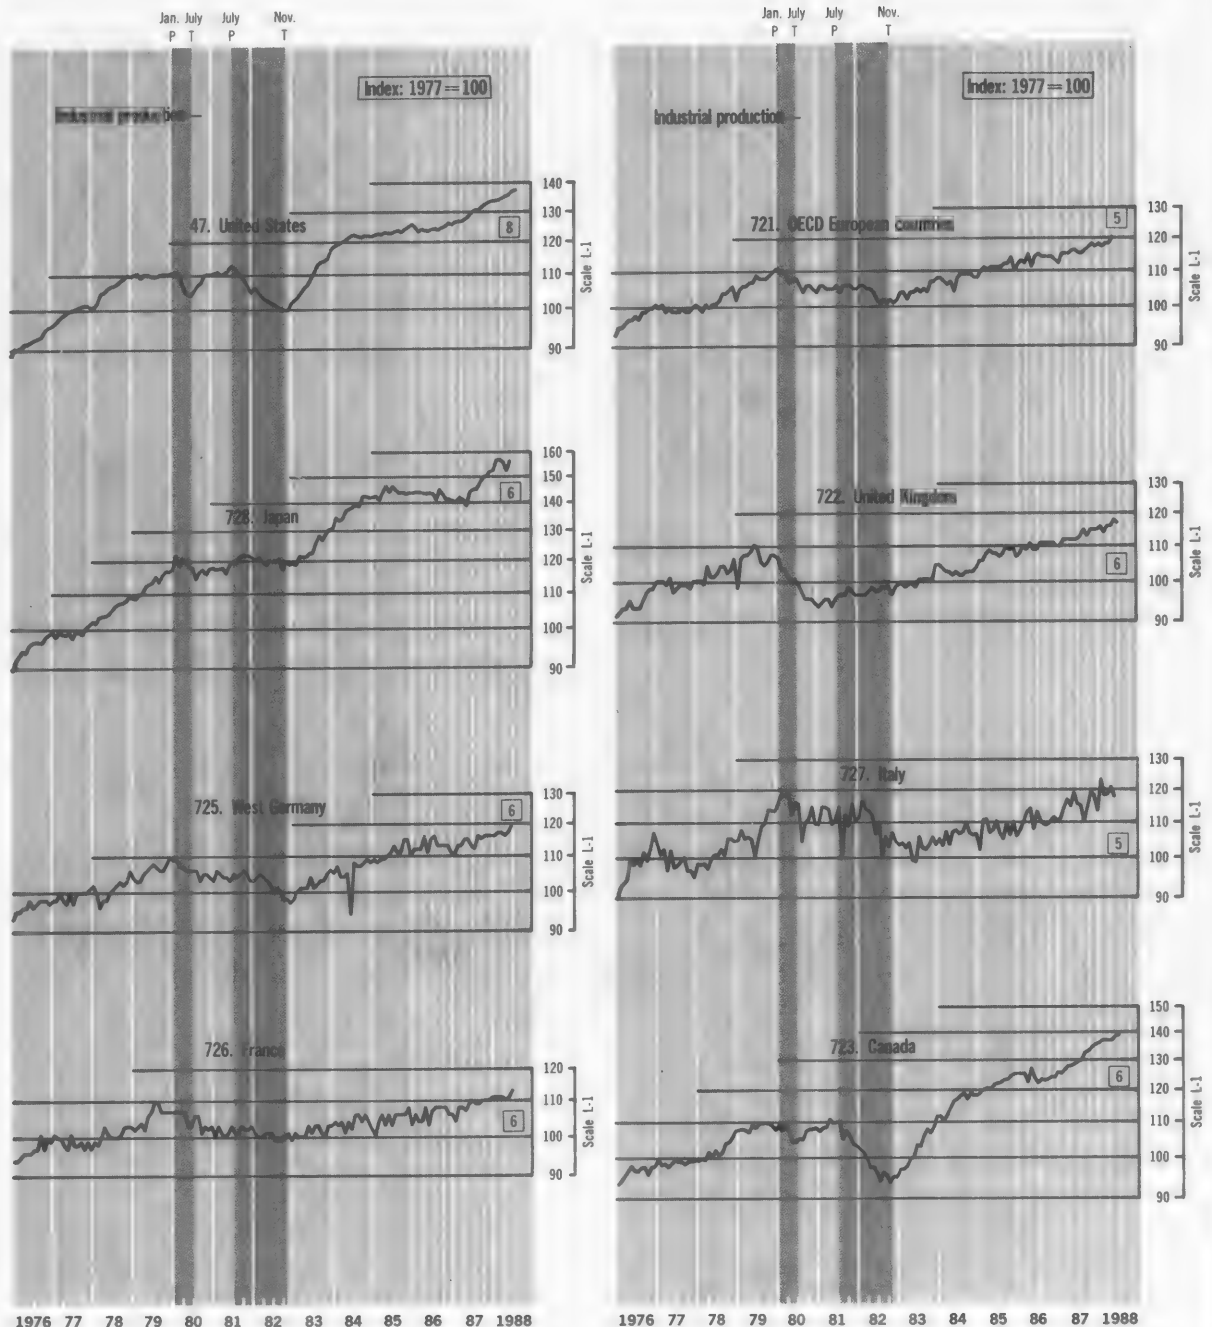 Jan. July July Nov.
P T P T
Index: 1977=100
Industrial production
47. United States
8
140
130
120
110
100
90
Scale L-1
728. Japan
6
160
150
140
130
120
110
100
90
Scale L-1
725. West Germany
6
130
120
110
100
90
Scale L-1
726. France
6
120
110
100
90
Scale L-1
1976 77 78 79 80 81 82 83 84 85 86 87 1988
Jan. July July Nov.
P T P T
Index: 1977=100
Industrial production
721. OECD European countries
5
130
120
110
100
90
Scale L-1
722. United Kingdom
6
130
120
110
100
90
Scale L-1
727. Italy
5
130
120
110
100
90
Scale L-1
723. Canada
6
150
140
130
120
110
100
90
Scale L-1
1976 77 78 79 80 81 82 83 84 85 86 87 1988